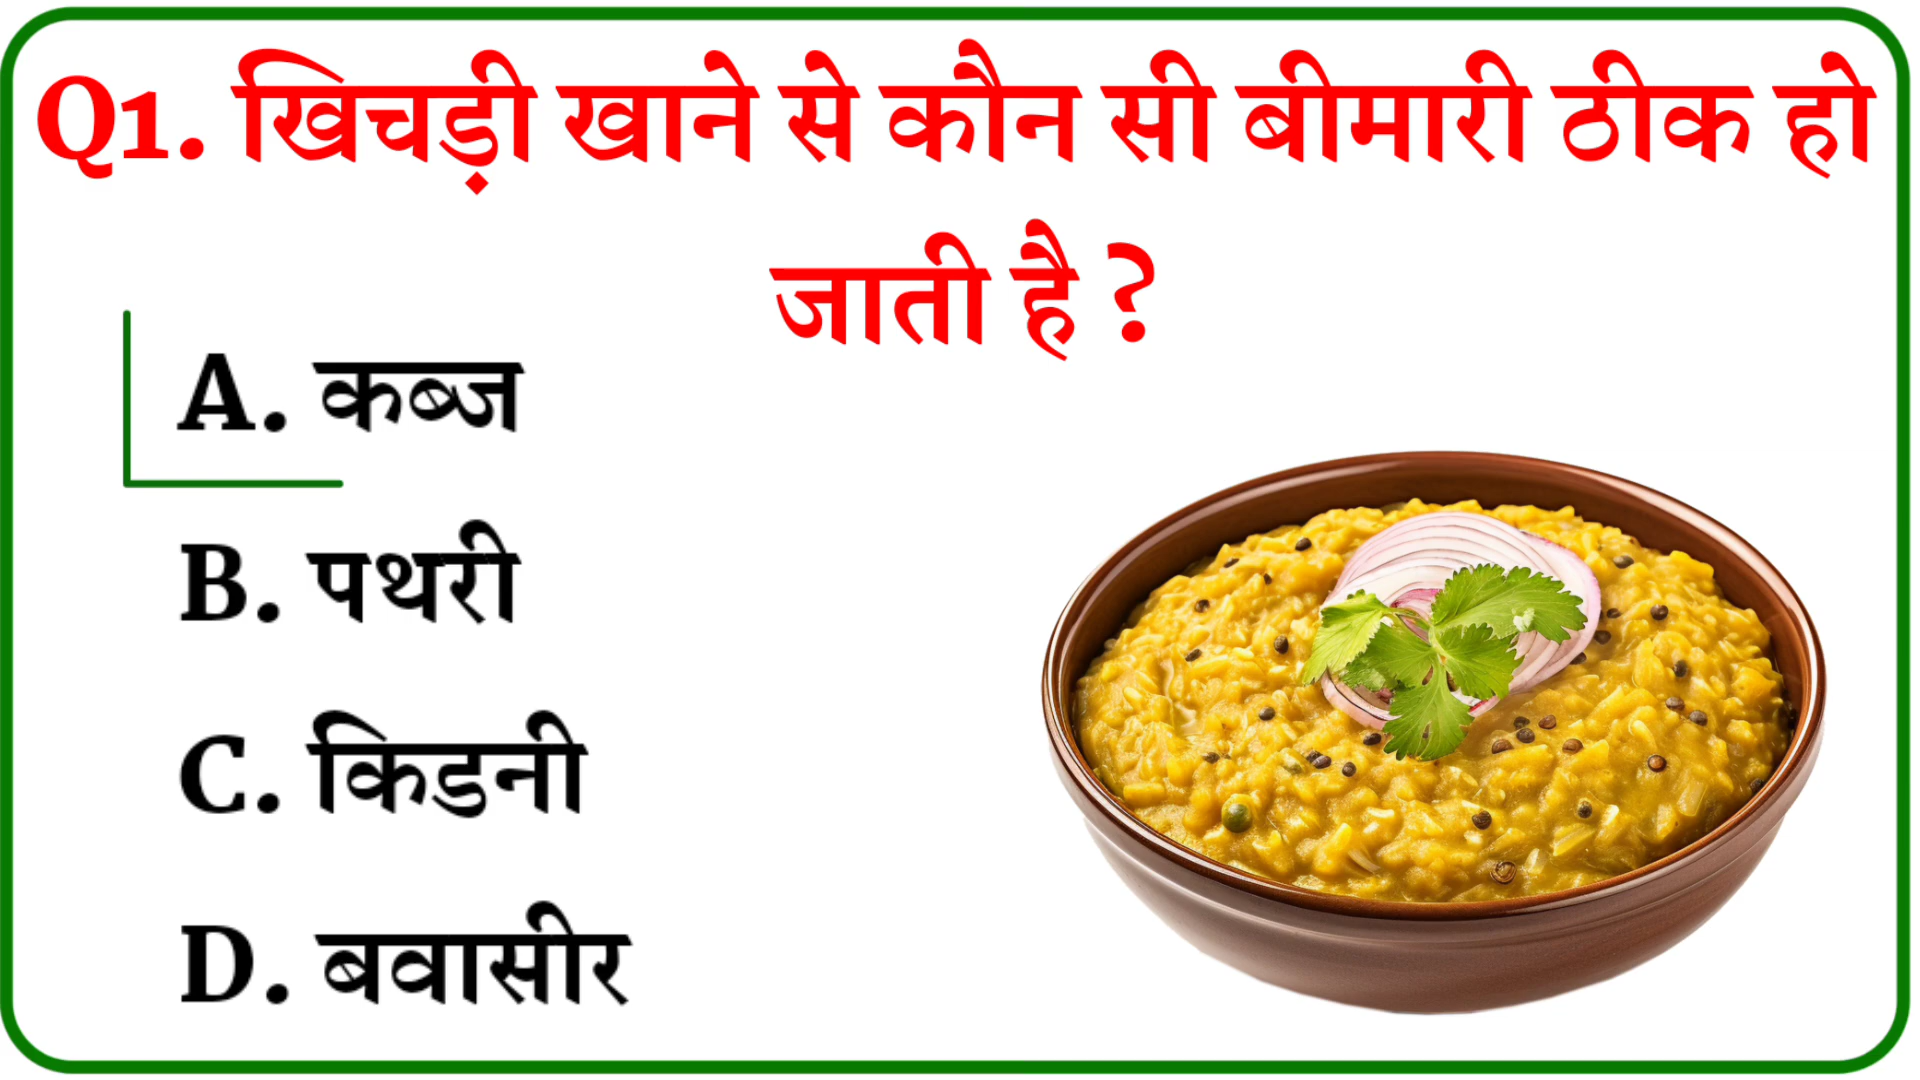 Q1. खिचड़ी खाने से कौन सी बीमारी ठीक हो
जाती है ?
A. कब्ज
B. पथरी
C. किडनी
D. बवासीर